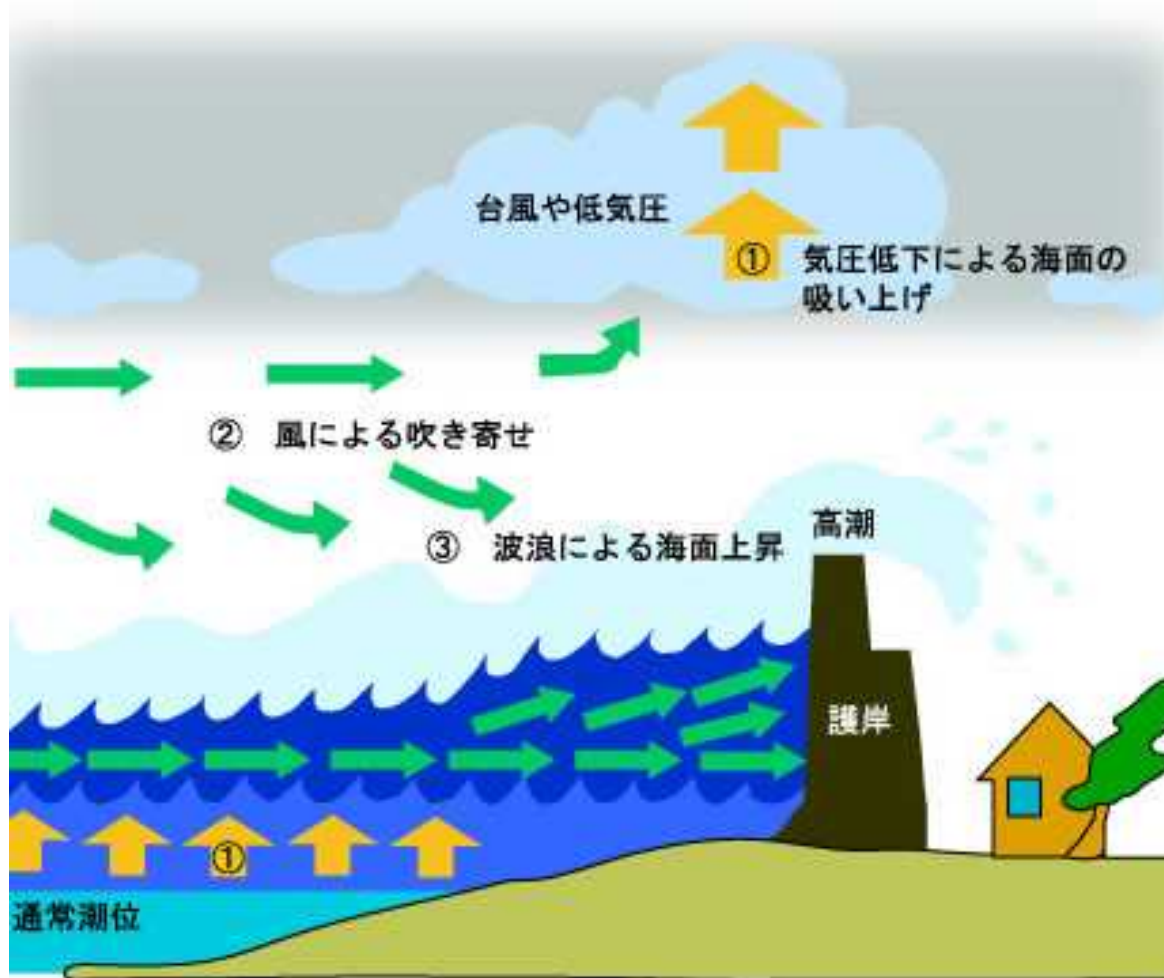 台風や低気圧
① 気圧低下による海面の
吸い上げ
② 風による吹き寄せ
③ 波浪による海面上昇
高潮
護岸
①
通常潮位